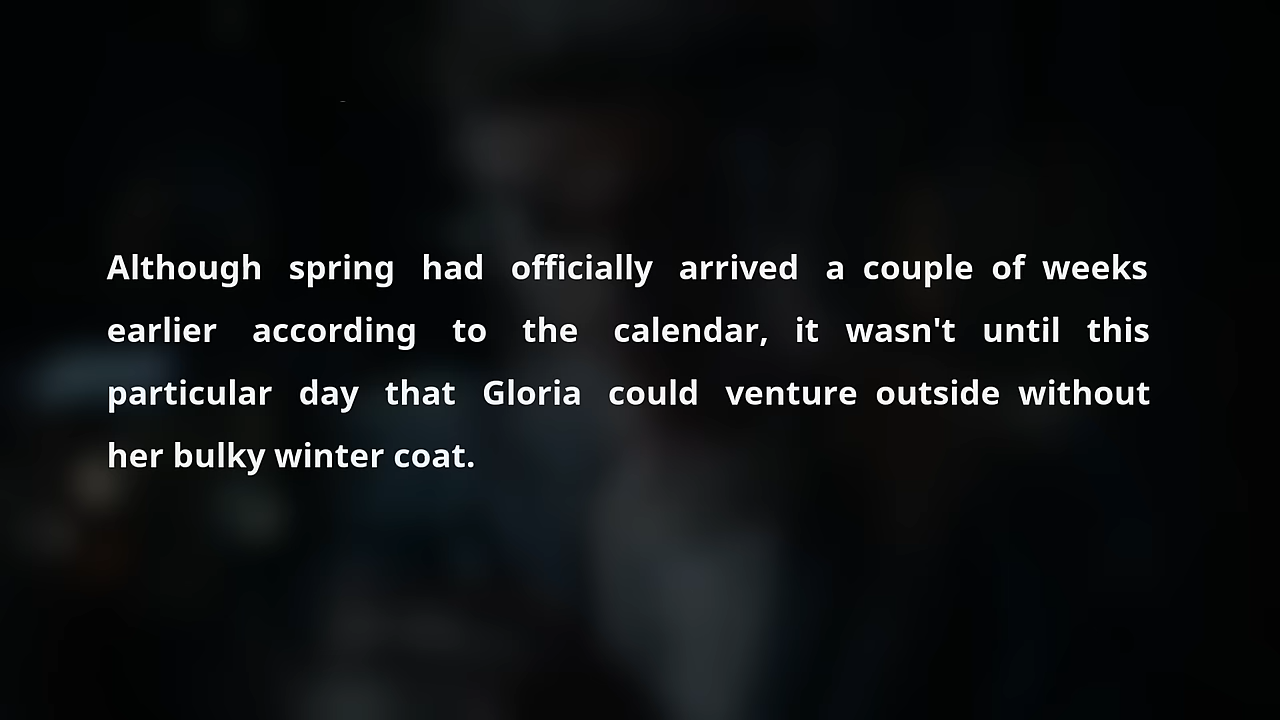 Although spring had officially arrived a couple of weeks
earlier according to the calendar, it wasn't until this
particular day that Gloria could venture outside without
her bulky winter coat.